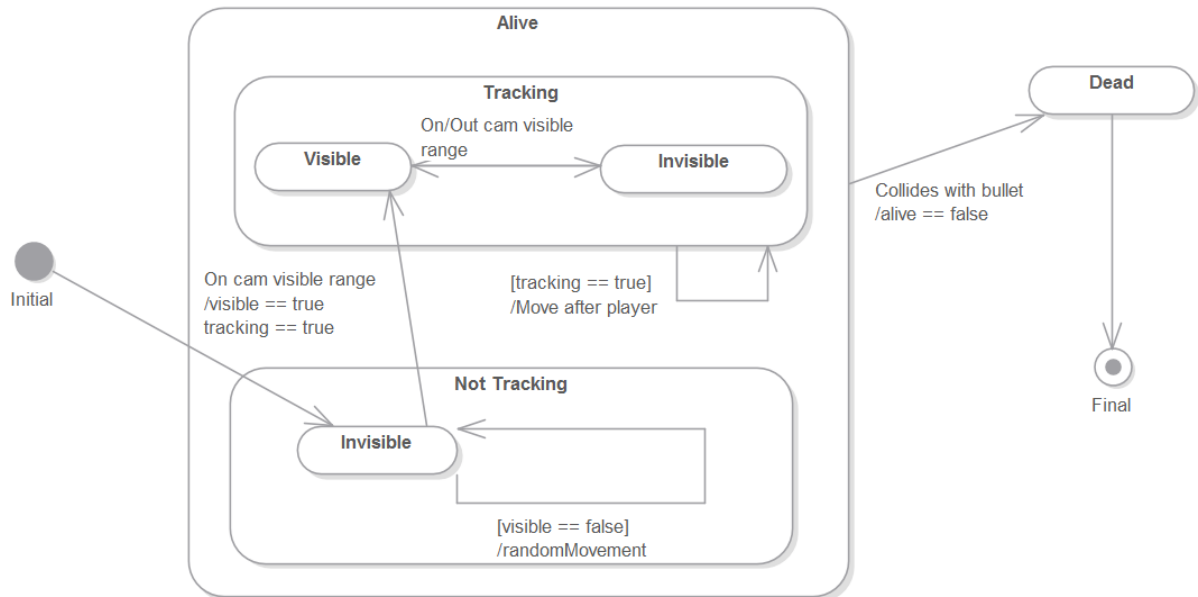 Alive
Tracking
On/Out cam visible
range
Visible
Invisible
Dead
Collides with bullet
/alive == false
Initial
On cam visible range
/visible == true
tracking == true
[tracking == true]
/Move after player
Not Tracking
Invisible
[visible == false]
/randomMovement
Final